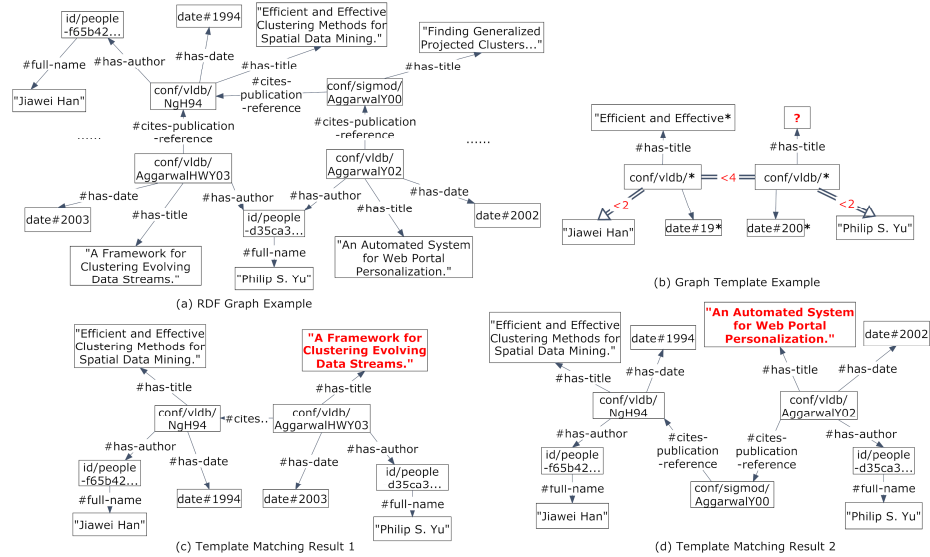 id/people
-f65b42...
#full-name
"Jiawei Han"
#has-author
date#1994
#has-date
"Efficient and Effective
Clustering Methods for
Spatial Data Mining."
#has-title
conf/vldb/
NgH94
#cites-
publication
-reference
"Finding Generalized
Projected Clusters..."
#has-title
conf/sigmod/
AggarwalY00
......
#cites-publication
-reference
#cites-publication
-reference
......
conf/vldb/
AggarwalHWY03
conf/vldb/
AggarwalY02
#has-date
#has-author
#has-author
#has-date
date#2003
#has-title
id/people
-d35ca3...
#has-title
date#2002
"A Framework for
Clustering Evolving
Data Streams."
#full-name
"Philip S. Yu"
"An Automated System
for Web Portal
Personalization."
(a) RDF Graph Example
"Efficient and Effective*
?
#has-title
#has-title
conf/vldb/*
<4
conf/vldb/*
<2
<2
"Jiawei Han"
date#19*
date#200*
"Philip S. Yu"
(b) Graph Template Example
"Efficient and Effective
Clustering Methods for
Spatial Data Mining."
"A Framework for
Clustering Evolving
Data Streams."
#has-title
#has-title
conf/vldb/
NgH94
#cites..
conf/vldb/
AggarwalHWY03
#has-author
#has-date
#has-date
#has-author
id/people
-f65b42...
id/people
d35ca3...
#full-name
#full-name
"Jiawei Han"
date#1994
date#2003
"Philip S. Yu"
(c) Template Matching Result 1
"Efficient and Effective
Clustering Methods for
Spatial Data Mining."
date#1994
"An Automated System
for Web Portal
Personalization."
date#2002
#has-title
#has-date
#has-title
#has-date
conf/vldb/
NgH94
conf/vldb/
AggarwalY02
#has-author
#cites-
publication
-reference
#cites-
publication
-reference
#has-author
id/people
-f65b42...
conf/sigmod/
AggarwalY00
id/people
-d35ca3...
#full-name
#full-name
"Jiawei Han"
"Philip S. Yu"
(d) Template Matching Result 2